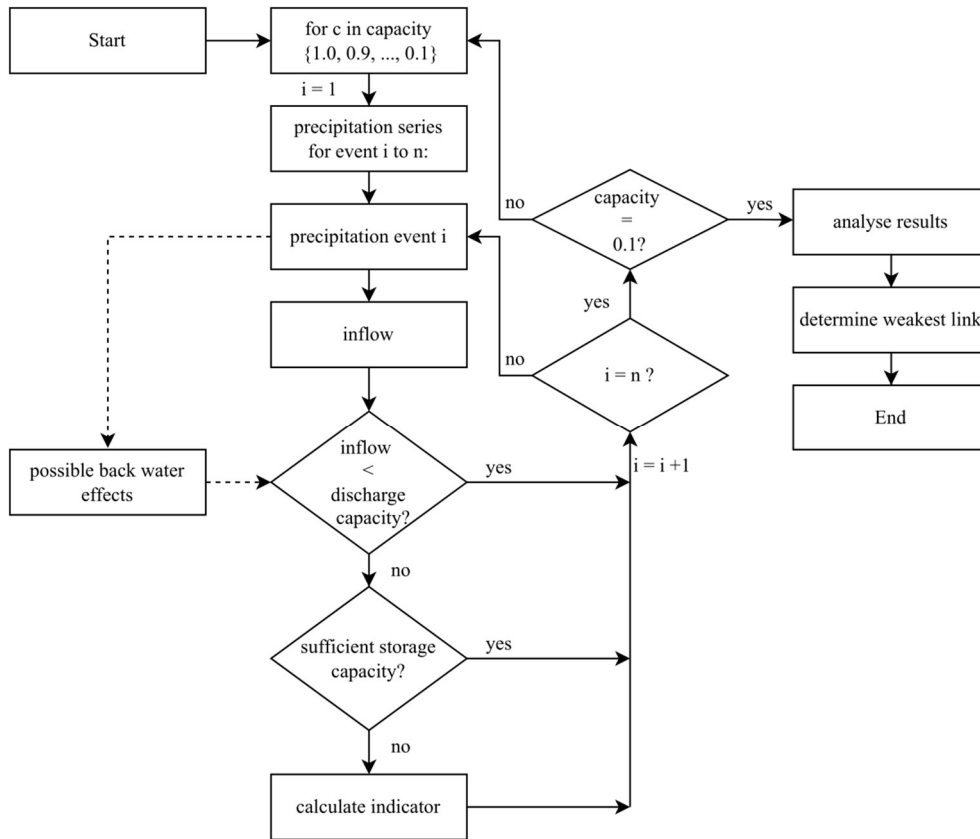 Start
for c in capacity
{1.0, 0.9, ..., 0.1}
i = 1
precipitation series
for event i to n:
precipitation event i
inflow
possible back water
effects
inflow
<
discharge
capacity?
yes
no
sufficient storage
capacity?
yes
no
calculate indicator
i = i +1
i = n ?
no
yes
capacity
=
0.1?
no
yes
analyse results
determine weakest link
End